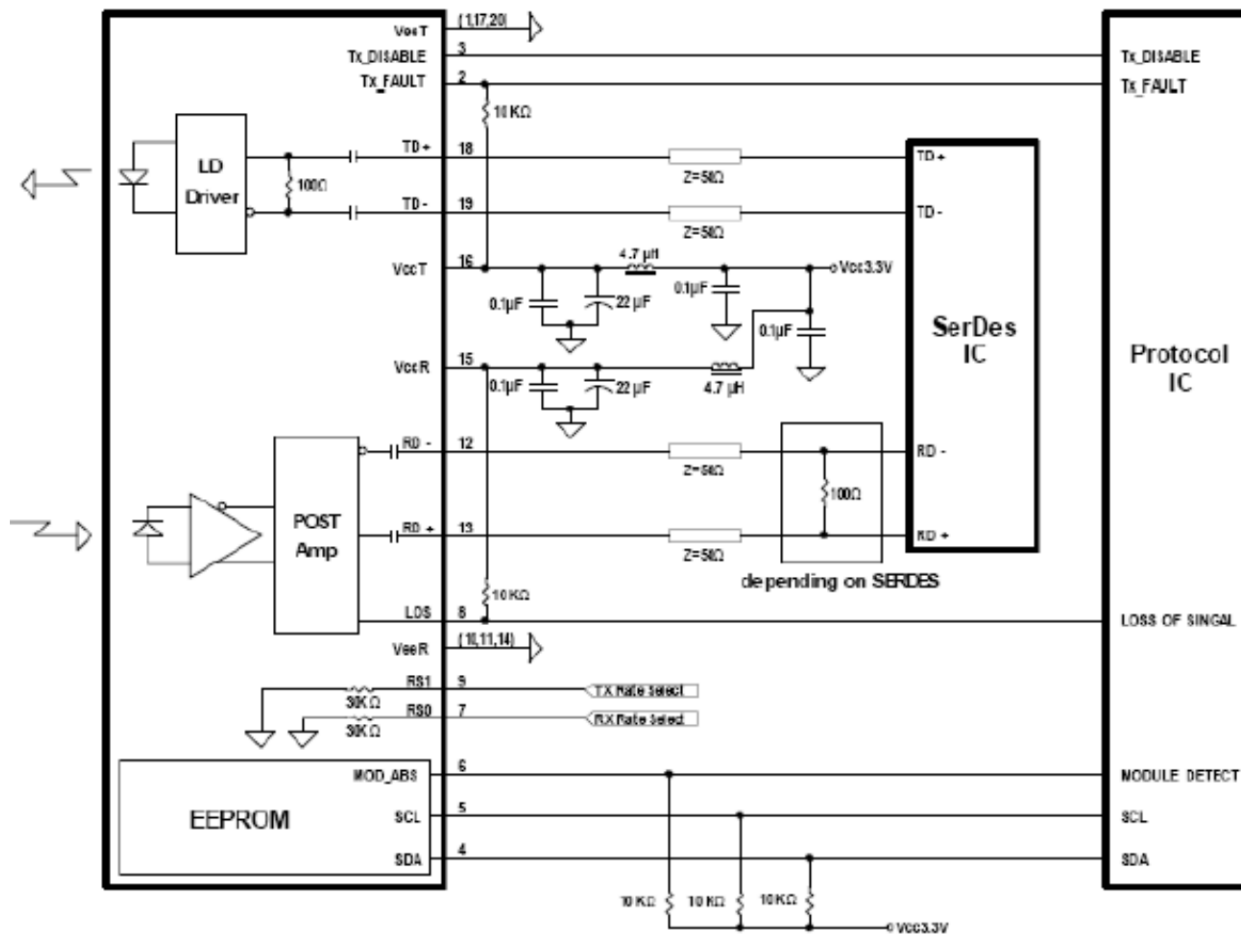 VeeT
(1,17,20)
Tx_DISABLE
3
Tx_DISABLE
Tx_FAULT
2
Tx_FAULT
10 KΩ
LD
Driver
100Ω
TD+
18
Z=50Ω
TD+
TD-
19
Z=50Ω
TD-
VccT
16
4.7 µH
Vcc3.3V
0.1µF
22 µF
0.1µF
0.1µF
SerDes
IC
Protocol
IC
VccR
15
0.1µF
22 µF
4.7 µH
RD -
12
Z=50Ω
RD -
100Ω
POST
Amp
RD +
13
Z=50Ω
RD +
depending on SERDES
10 KΩ
LOS
8
LOSS OF SINGAL
VeeR
(10,11,14)
RS1
9
TX Rate Select
30KΩ
RS0
7
RX Rate Select
30KΩ
EEPROM
MOD_ABS
6
MODULE DETECT
SCL
5
SCL
SDA
4
SDA
10 KΩ
10 KΩ
10 KΩ
Vcc3.3V